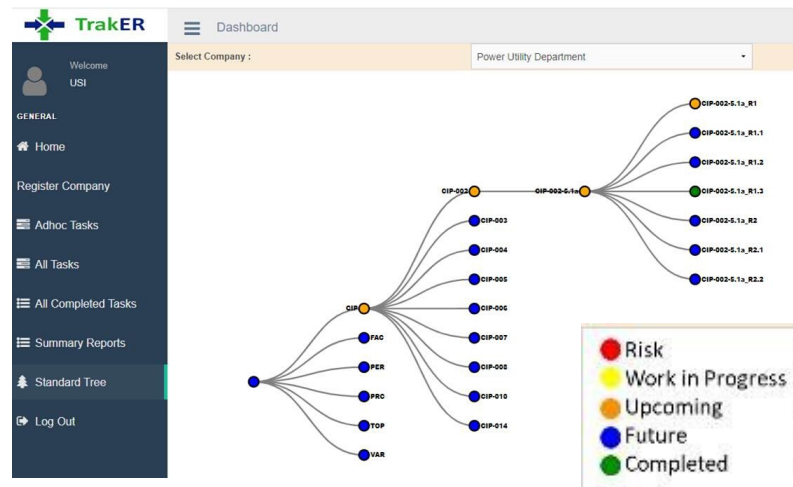 TrakER
Dashboard
Welcome
USI
GENERAL
Home
Register Company
Adhoc Tasks
All Tasks
All Completed Tasks
Summary Reports
Standard Tree
Log Out
Select Company :
Power Utility Department
CIP
FAC
PER
PRC
TOP
VAR
CIP-002
CIP-003
CIP-004
CIP-005
CIP-006
CIP-007
CIP-008
CIP-010
CIP-014
CIP-002-5.1a
CIP-002-5.1a_R1
CIP-002-5.1a_R1.1
CIP-002-5.1a_R1.2
CIP-002-5.1a_R1.3
CIP-002-5.1a_R2
CIP-002-5.1a_R2.1
CIP-002-5.1a_R2.2
Risk
Work in Progress
Upcoming
Future
Completed